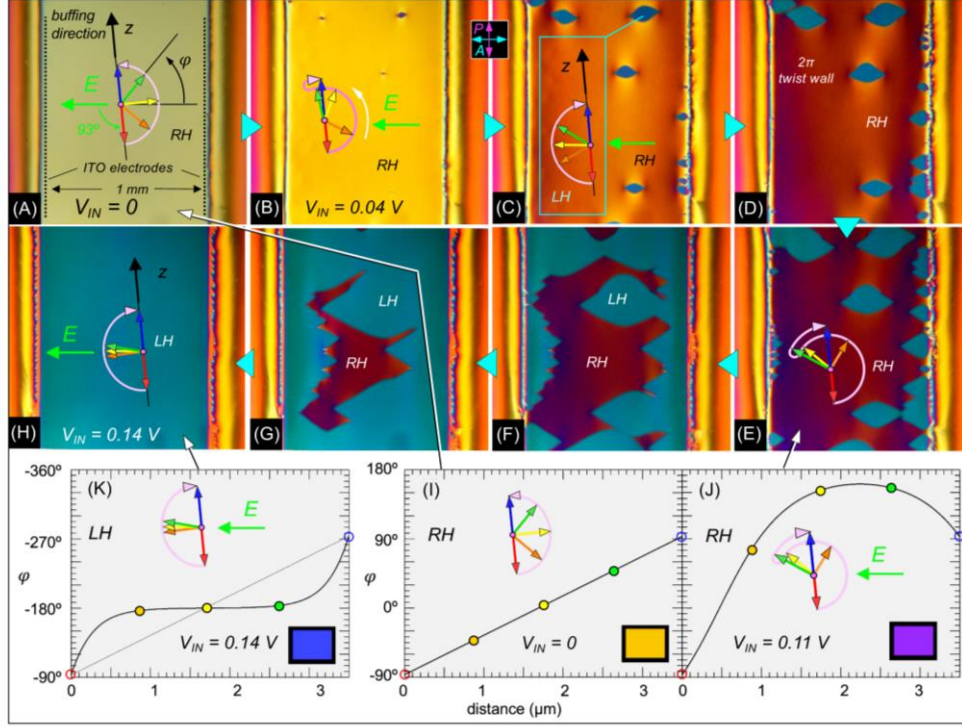 buffing
direction
z
φ
E
93º
RH
ITO electrodes
1 mm
(A)
V_IN = 0
E
RH
(B)
V_IN = 0.04 V
P
A
z
RH
LH
(C)
2π
twist wall
RH
(D)
z
E
LH
(H)
V_IN = 0.14 V
LH
RH
(G)
LH
RH
(F)
RH
(E)
-360º
-270º
-180º
-90º
φ
(K)
LH
E
V_IN = 0.14 V
0
1
2
3
180º
90º
0º
-90º
φ
(I)
RH
V_IN = 0
0
1
2
3
(J)
RH
E
V_IN = 0.11 V
0
1
2
3
distance (μm)